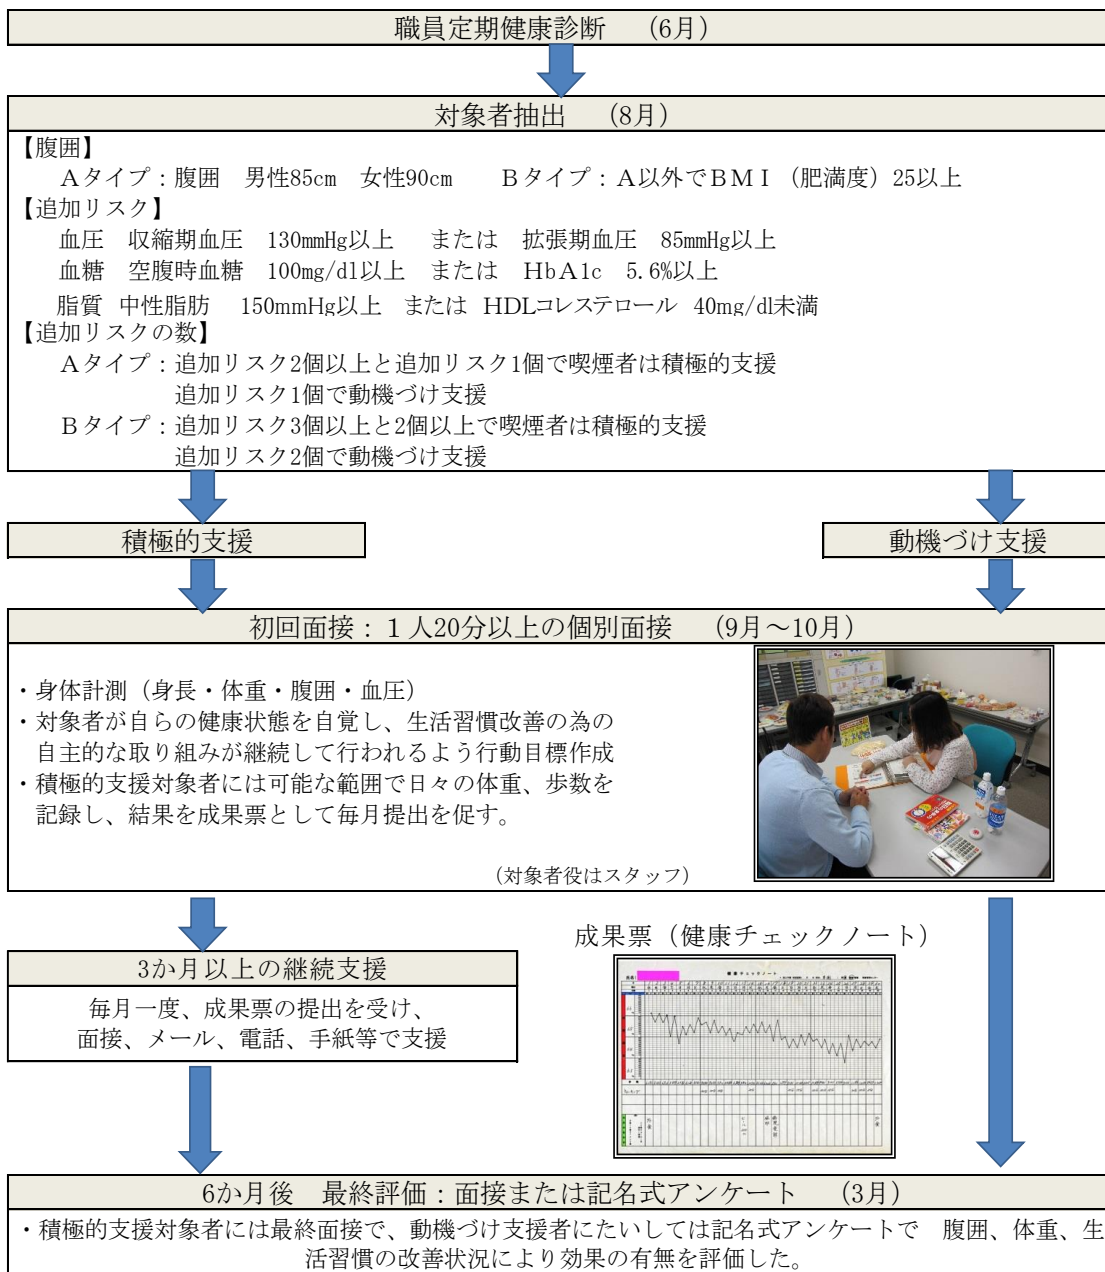 職員定期健康診断　（6月）
対象者抽出　（8月）
【腹囲】
Ａタイプ：腹囲　男性85cm　女性90cm　　Ｂタイプ：Ａ以外でＢＭＩ（肥満度）25以上
【追加リスク】
血圧　収縮期血圧　130mmHg以上　または　拡張期血圧　85mmHg以上
血糖　空腹時血糖　100mg/dl以上　または　HbA1c　5.6%以上
脂質　中性脂肪　150mmHg以上　または　HDLコレステロール　40mg/dl未満
【追加リスクの数】
Ａタイプ：追加リスク2個以上と追加リスク1個で喫煙者は積極的支援
追加リスク1個で動機づけ支援
Ｂタイプ：追加リスク3個以上と2個以上で喫煙者は積極的支援
追加リスク2個で動機づけ支援
積極的支援
動機づけ支援
初回面接：１人20分以上の個別面接　（9月～10月）
・身体計測（身長・体重・腹囲・血圧）
・対象者が自らの健康状態を自覚し、生活習慣改善の為の
自主的な取り組みが継続して行われるよう行動目標作成
・積極的支援対象者には可能な範囲で日々の体重、歩数を
記録し、結果を成果票として毎月提出を促す。
（対象者役はスタッフ）
3か月以上の継続支援
毎月一度、成果票の提出を受け、
面接、メール、電話、手紙等で支援
成果票（健康チェックノート）
健康チェックノート
6か月後　最終評価：面接または記名式アンケート　（3月）
・積極的支援対象者には最終面接で、動機づけ支援者にたいしては記名式アンケートで　腹囲、体重、生
活習慣の改善状況により効果の有無を評価した。